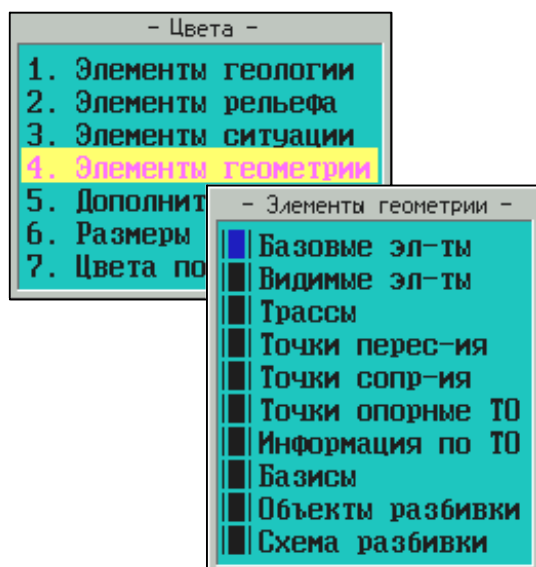 - Цвета -
1. Элементы геологии
2. Элементы рельефа
3. Элементы ситуации
4. Элементы геометрии
5. Дополнит
6. Размеры
7. Цвета по
- Элементы геометрии -
Базовые эл-ты
Видимые эл-ты
Трассы
Точки перес-ия
Точки сопр-ия
Точки опорные ТО
Информация по ТО
Базисы
Объекты разбивки
Схема разбивки